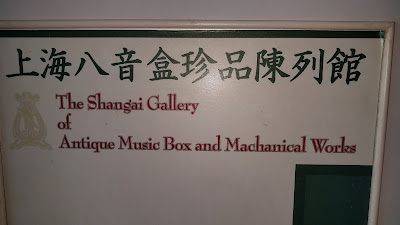 上海八音盒珍品陳列館
The Shangai Gallery
of
Antique Music Box and Machanical Works